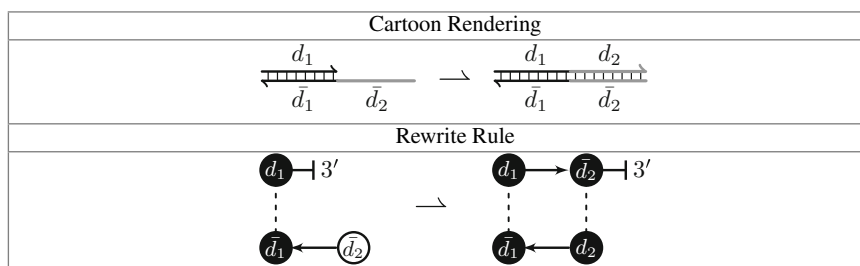 Cartoon Rendering
d₁
d₁ d₂
d̄₁ d̄₂
⇀
d̄₁ d̄₂
Rewrite Rule
d₁ 3′
d₁ d̄₂ 3′
⇀
d̄₁ d̄₂
d̄₁ d₂